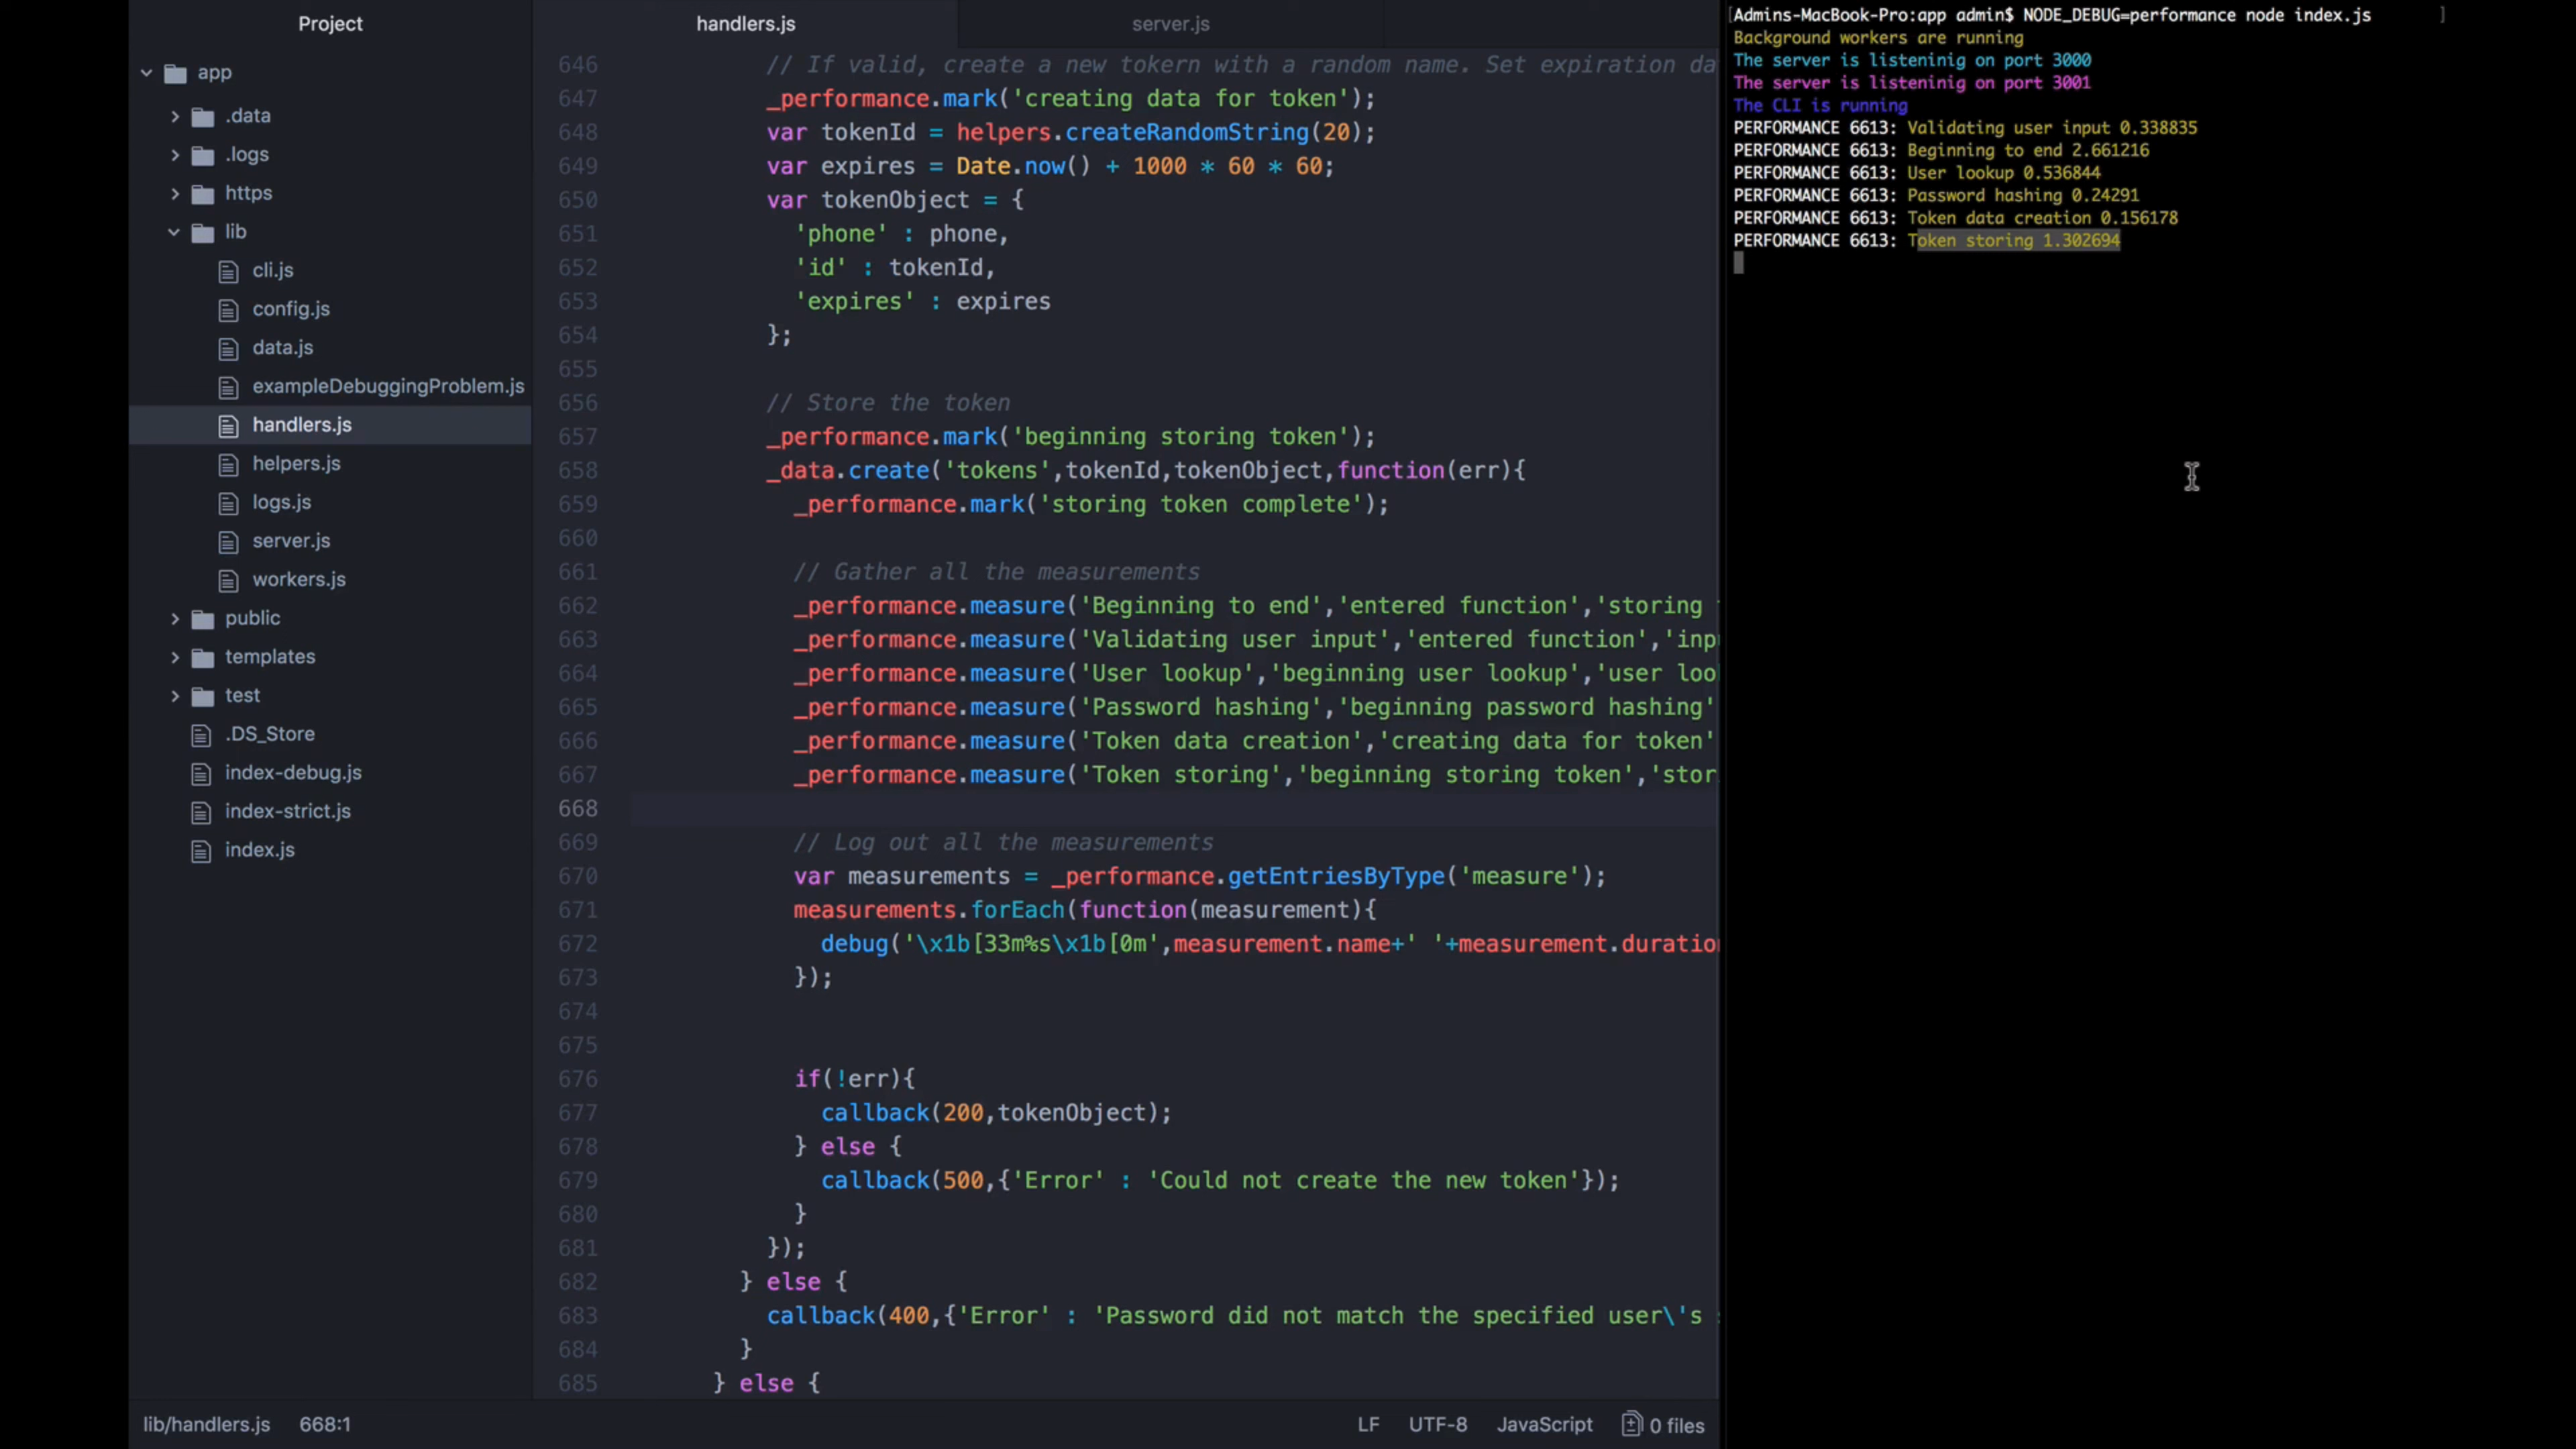 Project
app
.data
.logs
https
lib
cli.js
config.js
data.js
exampleDebuggingProblem.js
handlers.js
helpers.js
logs.js
server.js
workers.js
public
templates
test
.DS_Store
index-debug.js
index-strict.js
index.js
handlers.js
server.js
646 // If valid, create a new tokern with a random name. Set expiration da
647 _performance.mark('creating data for token');
648 var tokenId = helpers.createRandomString(20);
649 var expires = Date.now() + 1000 * 60 * 60;
650 var tokenObject = {
651 'phone' : phone,
652 'id' : tokenId,
653 'expires' : expires
654 };
655
656 // Store the token
657 _performance.mark('beginning storing token');
658 _data.create('tokens',tokenId,tokenObject,function(err){
659 _performance.mark('storing token complete');
660
661 // Gather all the measurements
662 _performance.measure('Beginning to end','entered function','storing
663 _performance.measure('Validating user input','entered function','inp
664 _performance.measure('User lookup','beginning user lookup','user loo
665 _performance.measure('Password hashing','beginning password hashing'
666 _performance.measure('Token data creation','creating data for token'
667 _performance.measure('Token storing','beginning storing token','stor
668
669 // Log out all the measurements
670 var measurements = _performance.getEntriesByType('measure');
671 measurements.forEach(function(measurement){
672 debug('\x1b[33m%s\x1b[0m',measurement.name+' '+measurement.duratio
673 });
674
675
676 if(!err){
677 callback(200,tokenObject);
678 } else {
679 callback(500,{'Error' : 'Could not create the new token'});
680 }
681 });
682 } else {
683 callback(400,{'Error' : 'Password did not match the specified user\'s
684 }
685 } else {
lib/handlers.js 668:1
LF UTF-8 JavaScript 0 files
[Admins-MacBook-Pro:app admin$ NODE_DEBUG=performance node index.js ]
Background workers are running
The server is listeninig on port 3000
The server is listeninig on port 3001
The CLI is running
PERFORMANCE 6613: Validating user input 0.338835
PERFORMANCE 6613: Beginning to end 2.661216
PERFORMANCE 6613: User lookup 0.536844
PERFORMANCE 6613: Password hashing 0.24291
PERFORMANCE 6613: Token data creation 0.156178
PERFORMANCE 6613: Token storing 1.302694